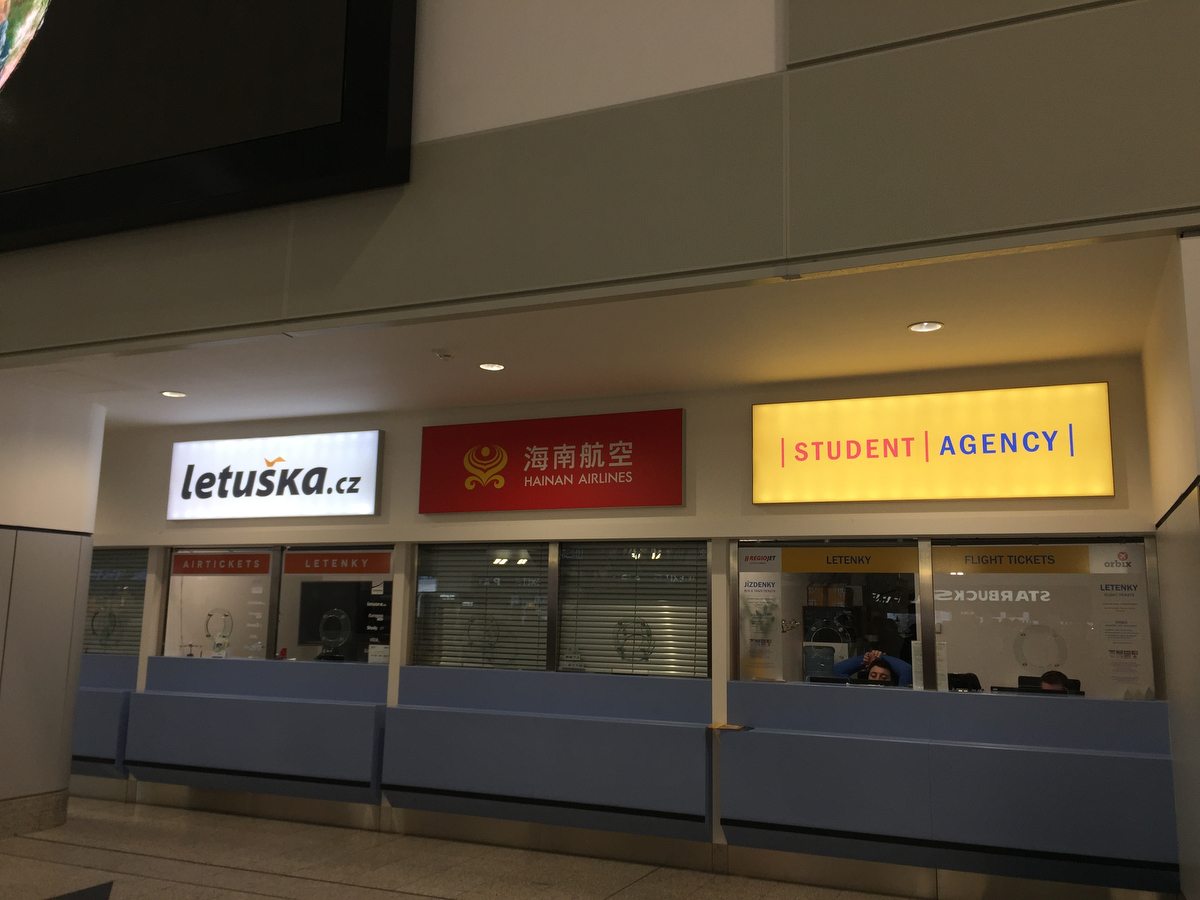 letuška.cz
海南航空
HAINAN AIRLINES
|STUDENT|AGENCY|
AIRTICKETS
LETENKY
REGIOJET
LETENKY
FLIGHT TICKETS
orbix
JÍZDENKY
LETENKY
STARBUCKS